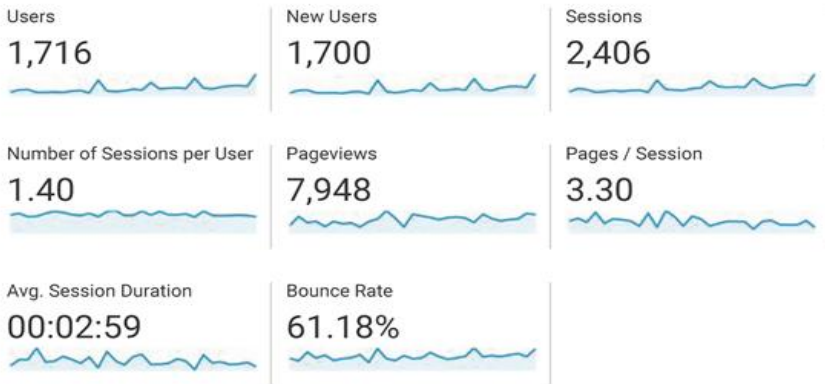 Users
1,716
New Users
1,700
Sessions
2,406
Number of Sessions per User
1.40
Pageviews
7,948
Pages / Session
3.30
Avg. Session Duration
00:02:59
Bounce Rate
61.18%